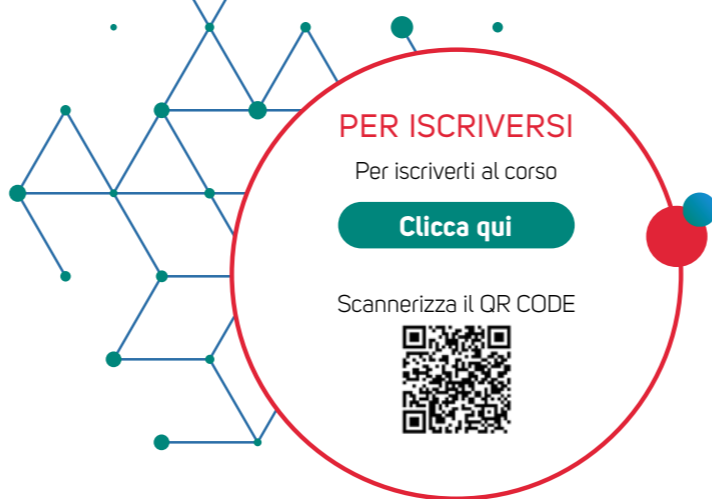 PER ISCRIVERSI
Per iscriverti al corso
Clicca qui
Scannerizza il QR CODE